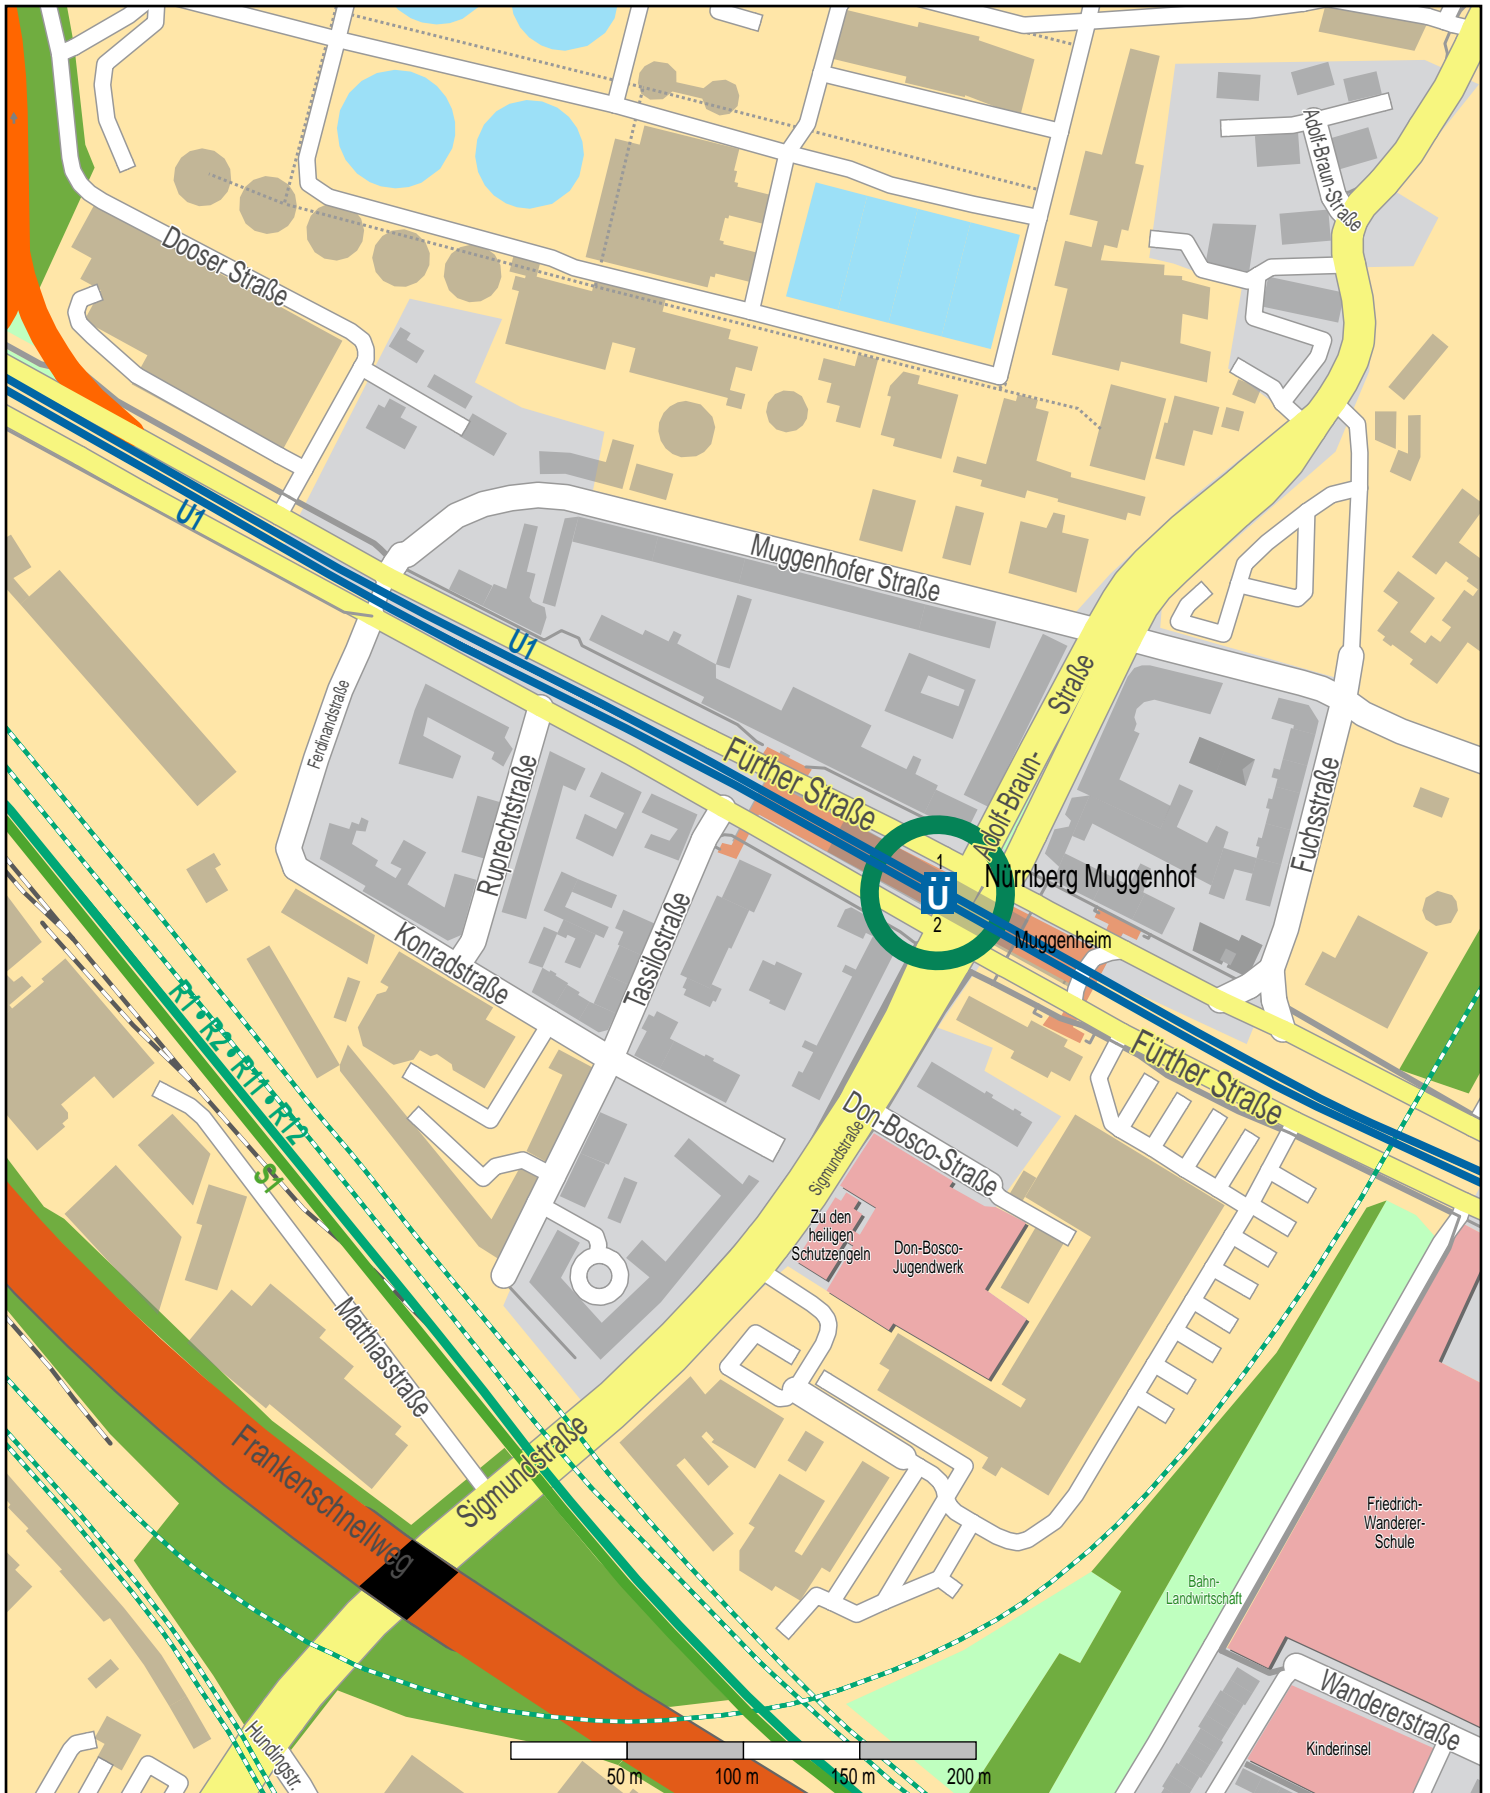 Adolf-Braun-Straße
Dooser Straße
U1
Muggenhofer Straße
U1
Straße
Adolf-Braun-
Ferdinandstraße
Ruprechtstraße
Fürther Straße
Fuchsstraße
1
Ü
2
Nürnberg Muggenhof
Muggenheim
Tassilostraße
Konradstraße
R1•R2•R11•R12
S1
Fürther Straße
Don-Bosco-Straße
Sigmundstraße
Zu den
heiligen
Schutzengeln
Don-Bosco-
Jugendwerk
Matthiasstraße
Frankenschnellweg
Sigmundstraße
Friedrich-
Wanderer-
Schule
Bahn-
Landwirtschaft
Wandererstraße
Kinderinsel
Hundingstr.
50 m
100 m
150 m
200 m